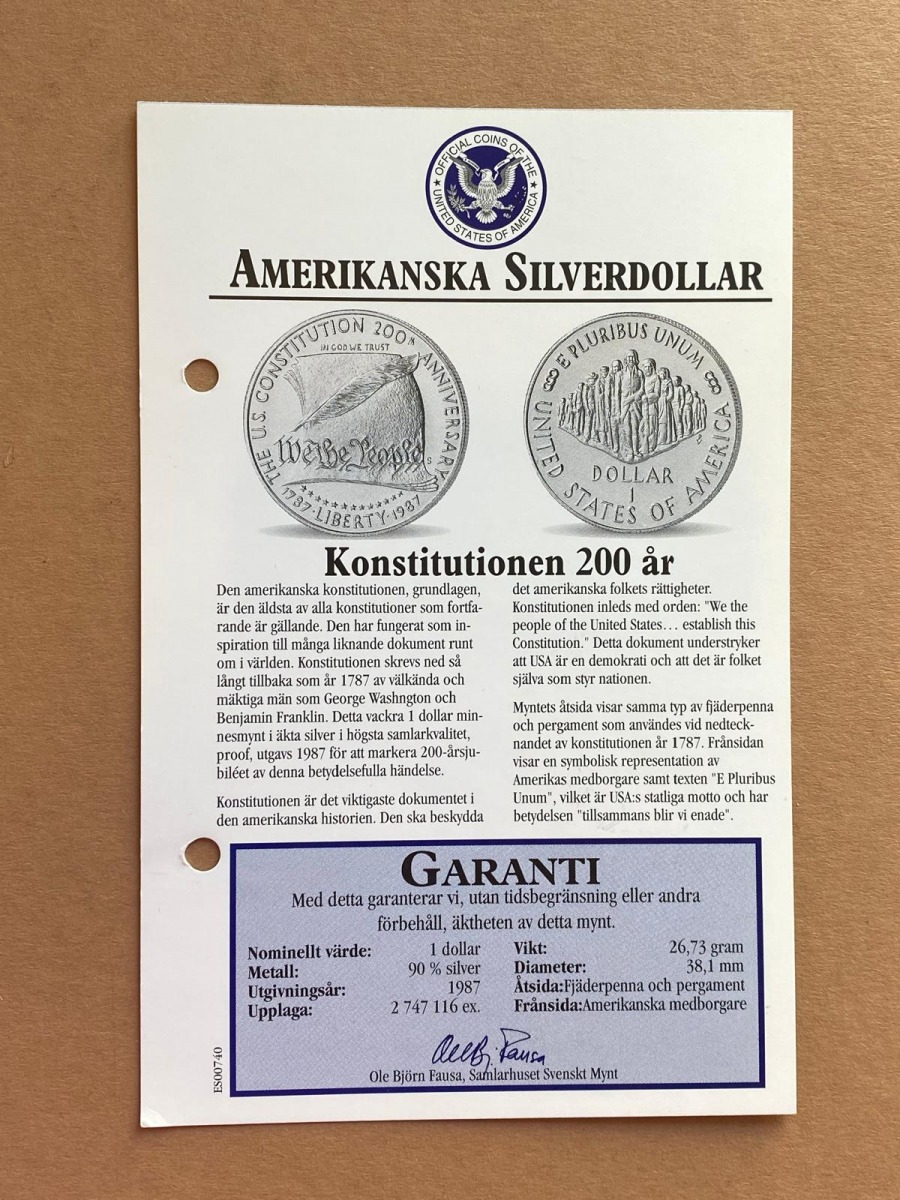 OFFICIAL COINS OF THE
UNITED STATES OF AMERICA
AMERIKANSKA SILVERDOLLAR
THE U.S. CONSTITUTION 200TH ANNIVERSARY
IN GOD WE TRUST
We the People
S
1787·LIBERTY·1987
E PLURIBUS UNUM
S
DOLLAR
1
UNITED STATES OF AMERICA
Konstitutionen 200 år
Den amerikanska konstitutionen, grundlagen,
är den äldsta av alla konstitutioner som fortfa-
rande är gällande. Den har fungerat som in-
spiration till många liknande dokument runt
om i världen. Konstitutionen skrevs ned så
långt tillbaka som år 1787 av välkända och
mäktiga män som George Washngton och
Benjamin Franklin. Detta vackra 1 dollar min-
nesmynt i äkta silver i högsta samlarkvalitet,
proof, utgavs 1987 för att markera 200-årsju-
biléet av denna betydelsefulla händelse.
Konstitutionen är det viktigaste dokumentet i
den amerikanska historien. Den ska beskydda
det amerikanska folkets rättigheter.
Konstitutionen inleds med orden: "We the
people of the United States... establish this
Constitution." Detta dokument understryker
att USA är en demokrati och att det är folket
själva som styr nationen.
Myntets åtsida visar samma typ av fjäderpenna
och pergament som användes vid nedteck-
nandet av konstitutionen år 1787. Frånsidan
visar en symbolisk representation av
Amerikas medborgare samt texten "E Pluribus
Unum", vilket är USA:s statliga motto och har
betydelsen "tillsammans blir vi enade".
GARANTI
Med detta garanterar vi, utan tidsbegränsning eller andra
förbehåll, äktheten av detta mynt.
Nominellt värde: 1 dollar
Metall: 90 % silver
Utgivningsår: 1987
Upplaga: 2 747 116 ex.
Vikt: 26,73 gram
Diameter: 38,1 mm
Åtsida:Fjäderpenna och pergament
Frånsida:Amerikanska medborgare
Ole Björn Fausa, Samlarhuset Svenskt Mynt
ES00740